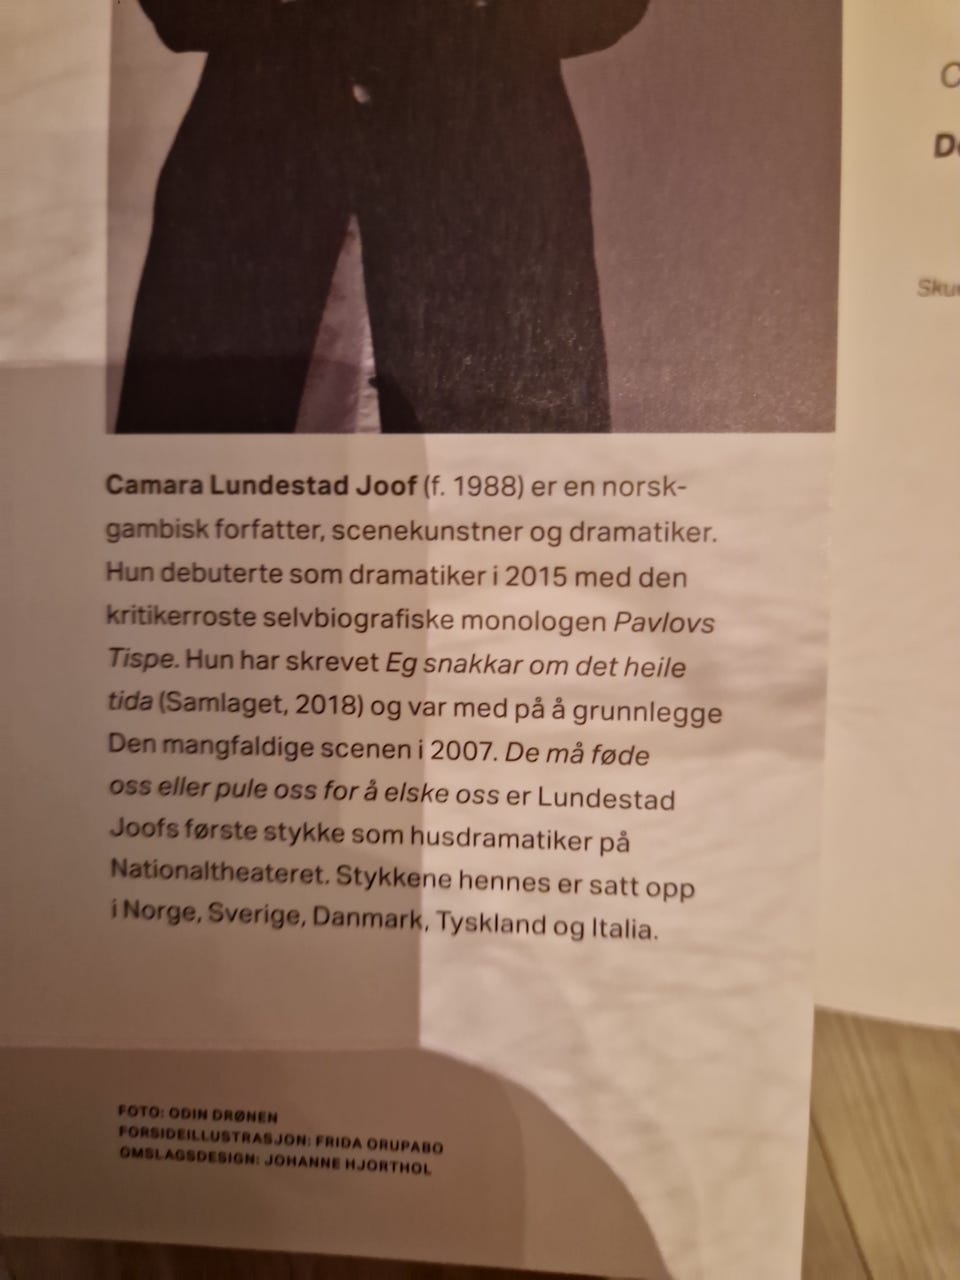 Camara Lundestad Joof (f. 1988) er en norsk-
gambisk forfatter, scenekunstner og dramatiker.
Hun debuterte som dramatiker i 2015 med den
kritikerroste selvbiografiske monologen Pavlovs
Tispe. Hun har skrevet Eg snakkar om det heile
tida (Samlaget, 2018) og var med på å grunnlegge
Den mangfaldige scenen i 2007. De må føde
oss eller pule oss for å elske oss er Lundestad
Joofs første stykke som husdramatiker på
Nationaltheateret. Stykkene hennes er satt opp
i Norge, Sverige, Danmark, Tyskland og Italia.
FOTO: ODIN DRØNEN
FORSIDEILLUSTRASJON: FRIDA ORUPABO
OMSLAGSDESIGN: JOHANNE HJORTHOL